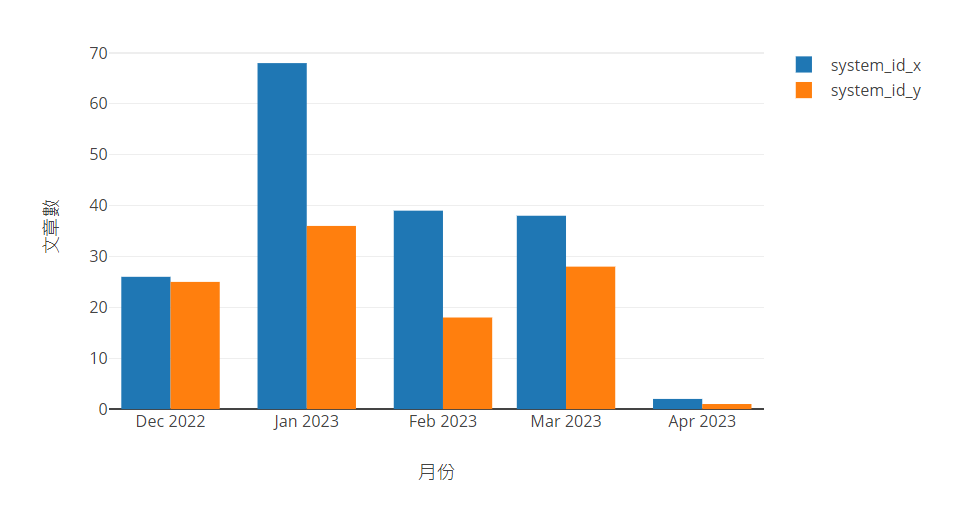 70
60
50
40
30
20
10
0
文章數
Dec 2022
Jan 2023
Feb 2023
Mar 2023
Apr 2023
月份
system_id_x
system_id_y